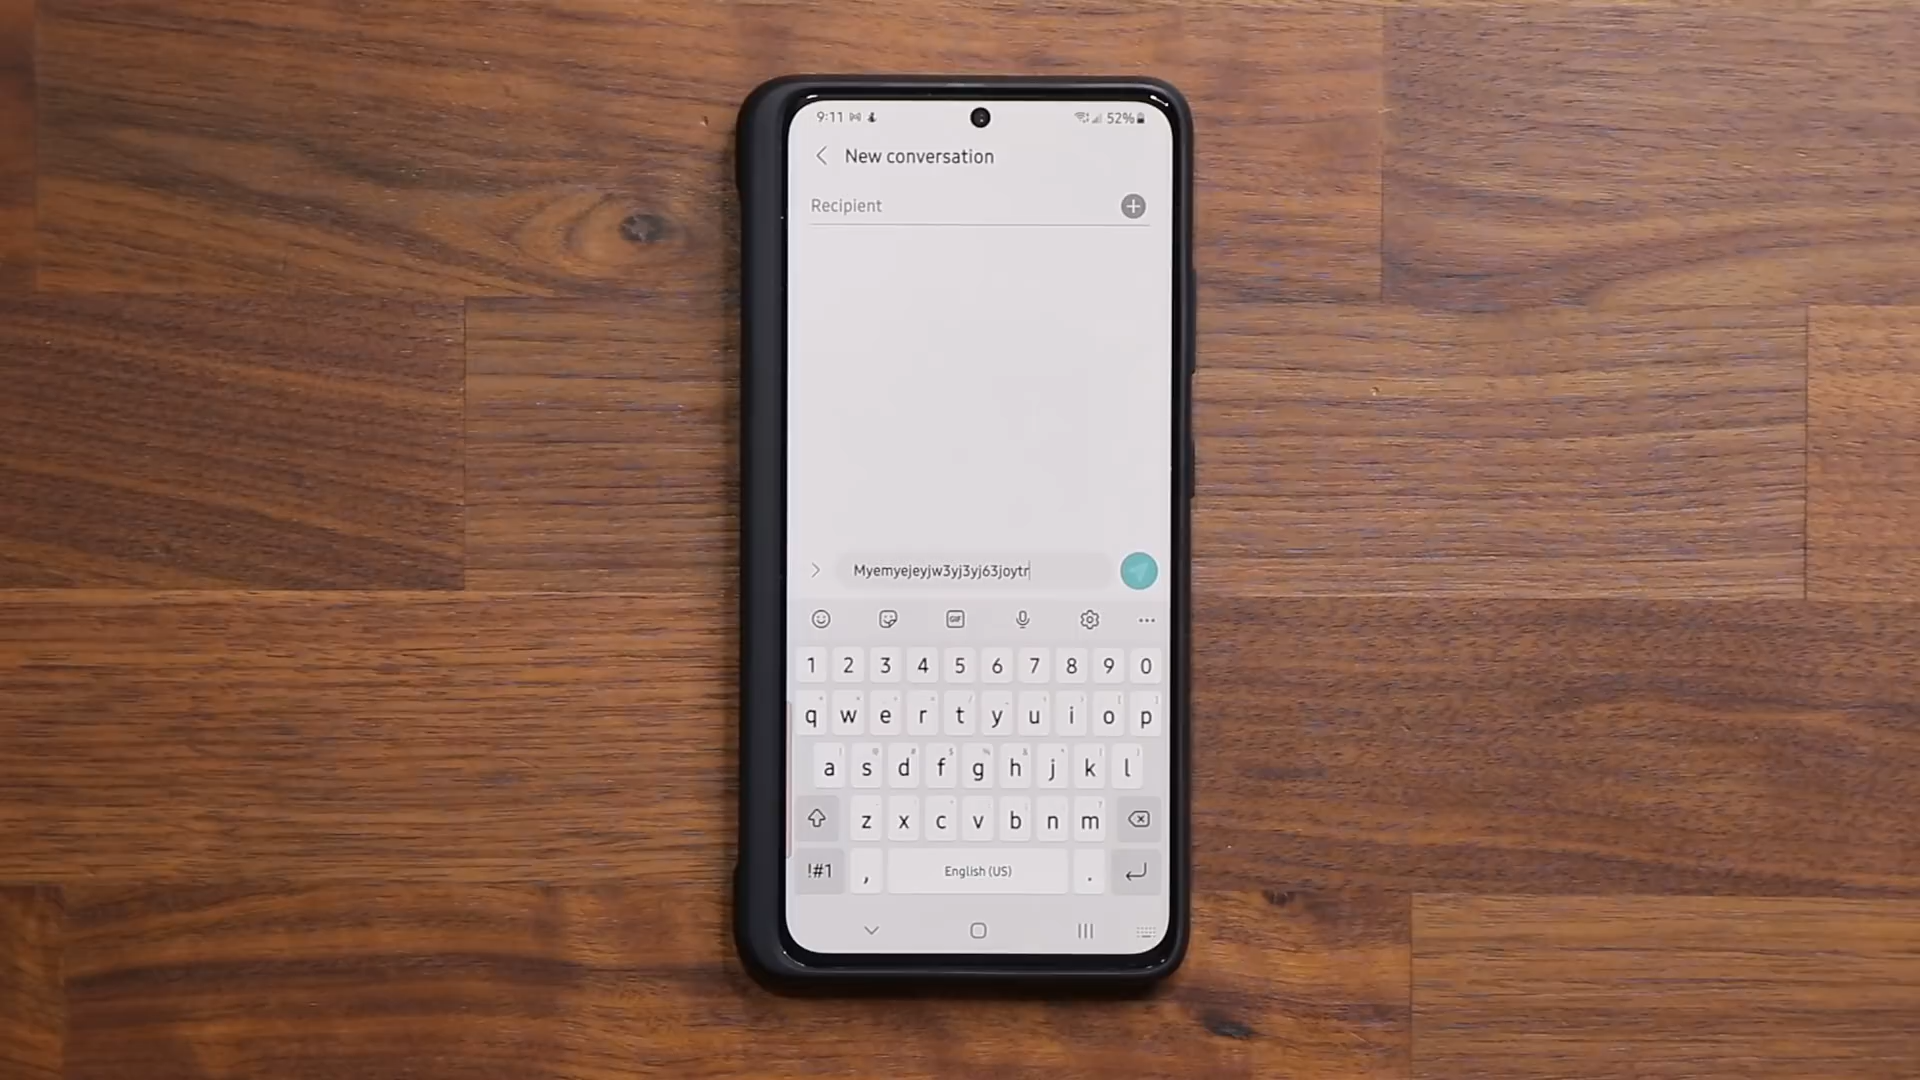 9:11 52%
New conversation
Recipient
Myemyejeyjw3yj3yj63joytr
GIF
1 2 3 4 5 6 7 8 9 0
q w e r t y u i o p
a s d f g h j k l
z x c v b n m
!#1 , English (US) .